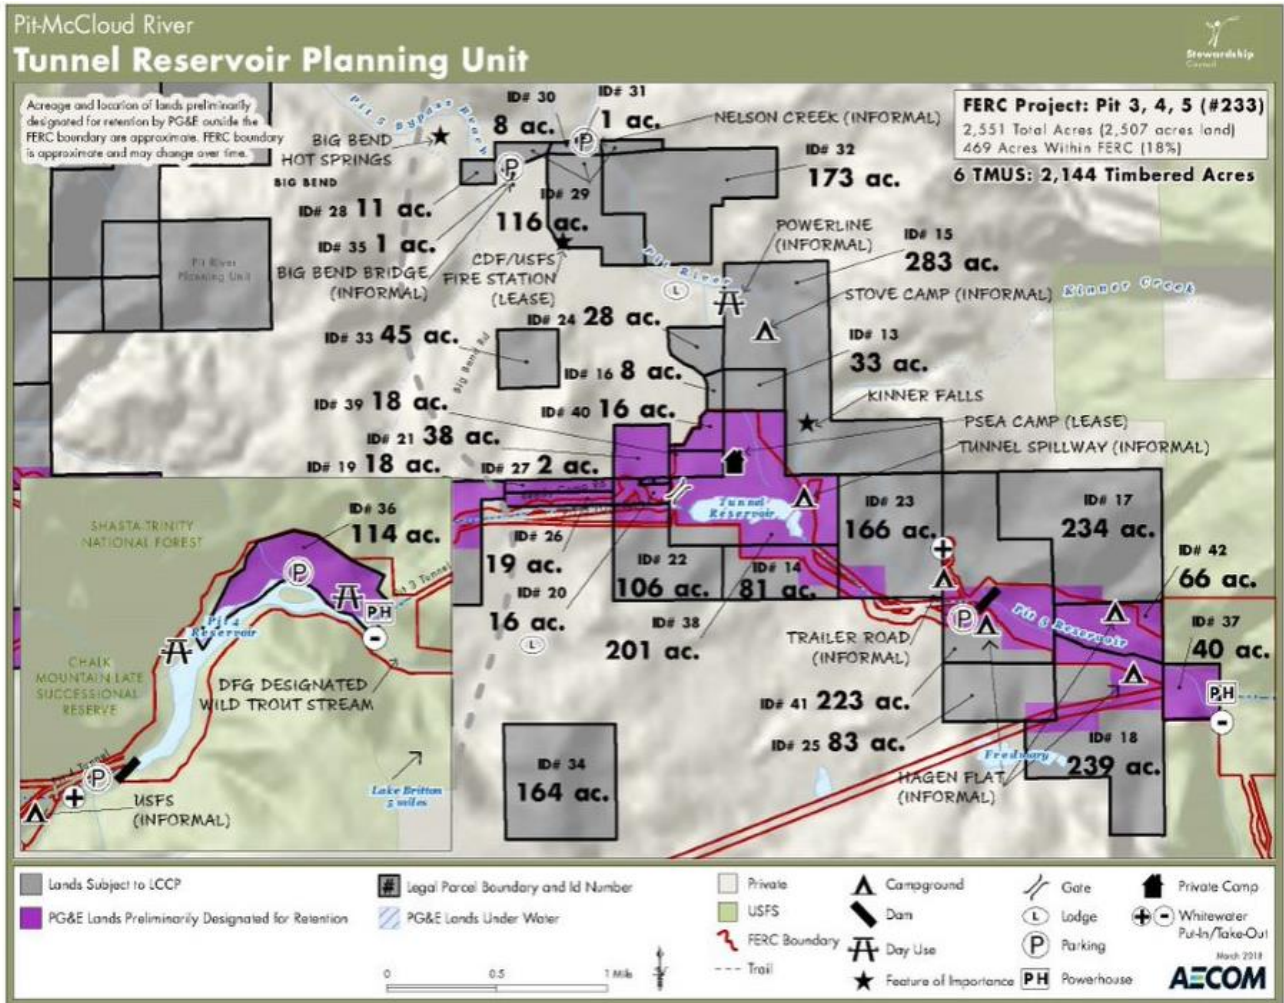 Pit-McCloud River
Tunnel Reservoir Planning Unit
Stewardship
Council
Acreage and location of lands preliminarily
designated for retention by PG&E outside the
FERC boundary are approximate. FERC boundary
is approximate and may change over time.
FERC Project: Pit 3, 4, 5 (#233)
2,551 Total Acres (2,507 acres land)
469 Acres Within FERC (18%)
6 TMUS: 2,144 Timbered Acres
Pit 5 Bypass Reach
BIG BEND
HOT SPRINGS
BIG BEND
ID# 30
8 ac.
ID# 31
1 ac.
NELSON CREEK (INFORMAL)
ID# 32
173 ac.
ID# 28 11 ac.
ID# 29
116 ac.
ID# 35 1 ac.
BIG BEND BRIDGE
(INFORMAL)
CDF/USFS
FIRE STATION
(LEASE)
Pit River
Planning Unit
Pit River
POWERLINE
(INFORMAL)
ID# 15
283 ac.
STOVE CAMP (INFORMAL)
Kinner Creek
L
ID# 24 28 ac.
ID# 33 45 ac.
Big Bend Rd
ID# 13
33 ac.
ID# 16 8 ac.
KINNER FALLS
ID# 39 18 ac.
ID# 40 16 ac.
PSEA CAMP (LEASE)
ID# 21 38 ac.
TUNNEL SPILLWAY (INFORMAL)
ID# 19 18 ac.
ID# 27 2 ac.
Tunnel
Reservoir
ID# 23
166 ac.
ID# 17
234 ac.
ID# 26
19 ac.
ID# 22
106 ac.
ID# 14
81 ac.
ID# 42
66 ac.
ID# 20
16 ac.
L
ID# 38
201 ac.
P
Pit 5 Reservoir
ID# 37
40 ac.
PH
TRAILER ROAD
(INFORMAL)
ID# 41 223 ac.
ID# 25 83 ac.
ID# 18
239 ac.
HAGEN FLAT
(INFORMAL)
ID# 34
164 ac.
SHASTA-TRINITY
NATIONAL FOREST
ID# 36
114 ac.
P
Pit 3 Tunnel
PH
Pit 4
Reservoir
CHALK
MOUNTAIN LATE
SUCCESSIONAL
RESERVE
DFG DESIGNATED
WILD TROUT STREAM
Pit 4 Tunnel
P
USFS
(INFORMAL)
Lake Britton
5 miles
Lands Subject to LCCP
PG&E Lands Preliminarily Designated for Retention
# Legal Parcel Boundary and Id Number
PG&E Lands Under Water
0 0.5 1 Mile
Private
USFS
FERC Boundary
Trail
Campground
Dam
Day Use
Feature of Importance
Gate
L Lodge
P Parking
PH Powerhouse
Private Camp
Whitewater
Put-In/Take-Out
March 2018
AECOM